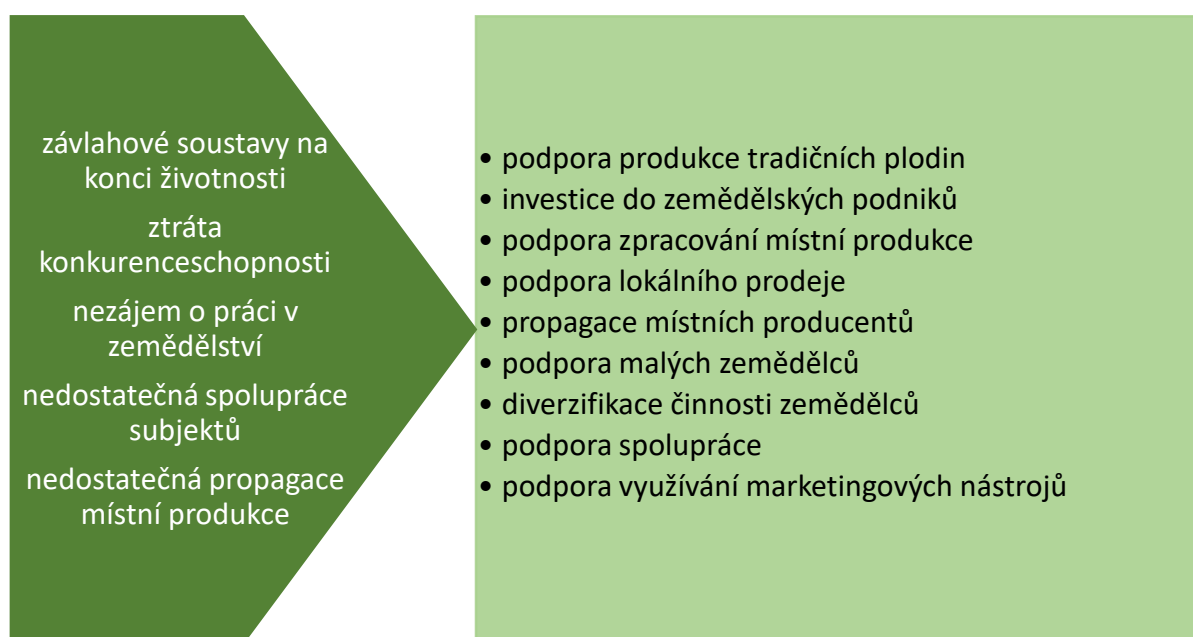 závlahové soustavy na
konci životnosti
ztráta
konkurenceschopnosti
nezájem o práci v
zemědělství
nedostatečná spolupráce
subjektů
nedostatečná propagace
místní produkce
• podpora produkce tradičních plodin
• investice do zemědělských podniků
• podpora zpracování místní produkce
• podpora lokálního prodeje
• propagace místních producentů
• podpora malých zemědělců
• diverzifikace činnosti zemědělců
• podpora spolupráce
• podpora využívání marketingových nástrojů